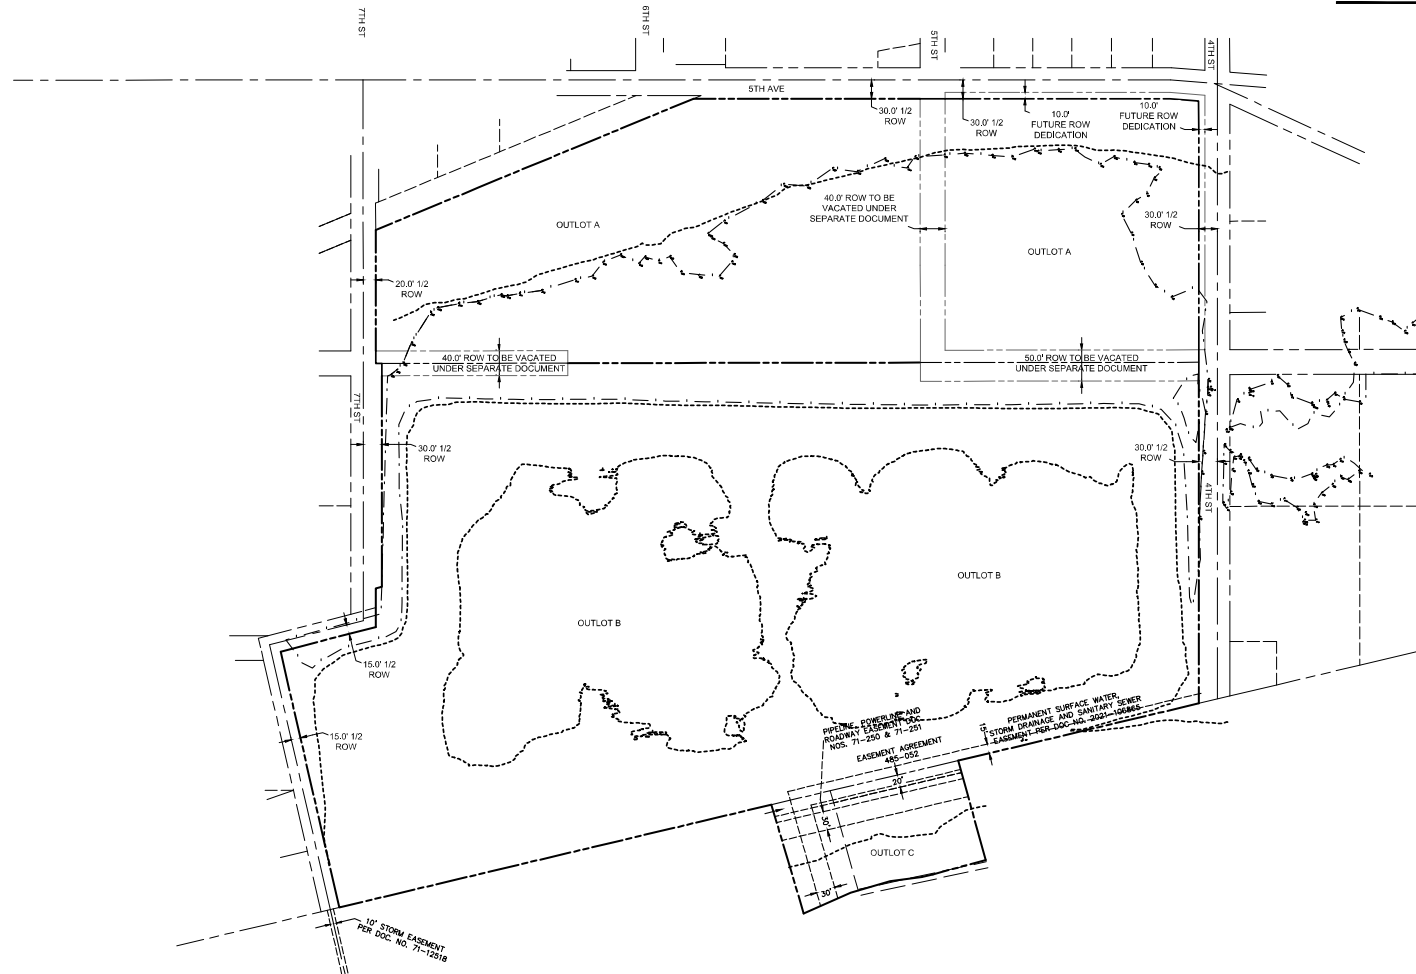 7TH ST
6TH ST
5TH ST
4TH ST
5TH AVE
30.0' 1/2
ROW
30.0' 1/2
ROW
10.0'
FUTURE ROW
DEDICATION
10.0'
FUTURE ROW
DEDICATION
40.0' ROW TO BE
VACATED UNDER
SEPARATE DOCUMENT
30.0' 1/2
ROW
OUTLOT A
OUTLOT A
20.0' 1/2
ROW
40.0' ROW TO BE VACATED
UNDER SEPARATE DOCUMENT
50.0' ROW TO BE VACATED
UNDER SEPARATE DOCUMENT
7TH ST
30.0' 1/2
ROW
30.0' 1/2
ROW
4TH ST
OUTLOT B
OUTLOT B
15.0' 1/2
ROW
15.0' 1/2
ROW
PIPELINE, POWERLINE AND
ROADWAY EASEMENT DOC.
NOS. 71-250 & 71-251
EASEMENT AGREEMENT
485-052
PERMANENT SURFACE WATER,
STORM DRAINAGE AND SANITARY SEWER
EASEMENT PER DOC NO. 2021-106865
20'
30'
OUTLOT C
30'
10' STORM EASEMENT
PER DOC. NO. 71-12518